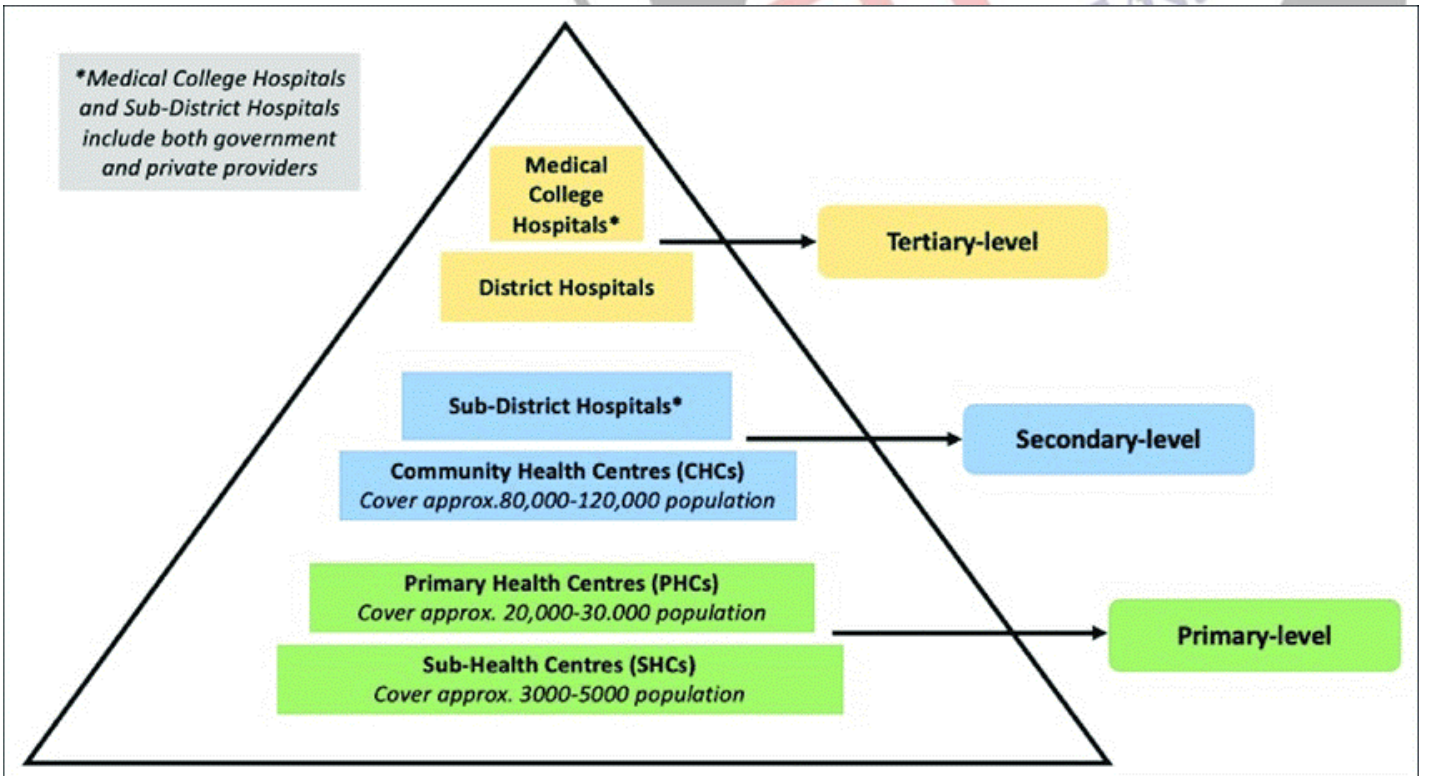 *Medical College Hospitals
and Sub-District Hospitals
include both government
and private providers
Medical
College
Hospitals*
Tertiary-level
District Hospitals
Sub-District Hospitals*
Secondary-level
Community Health Centres (CHCs)
Cover approx.80,000-120,000 population
Primary Health Centres (PHCs)
Cover approx. 20,000-30.000 population
Primary-level
Sub-Health Centres (SHCs)
Cover approx. 3000-5000 population